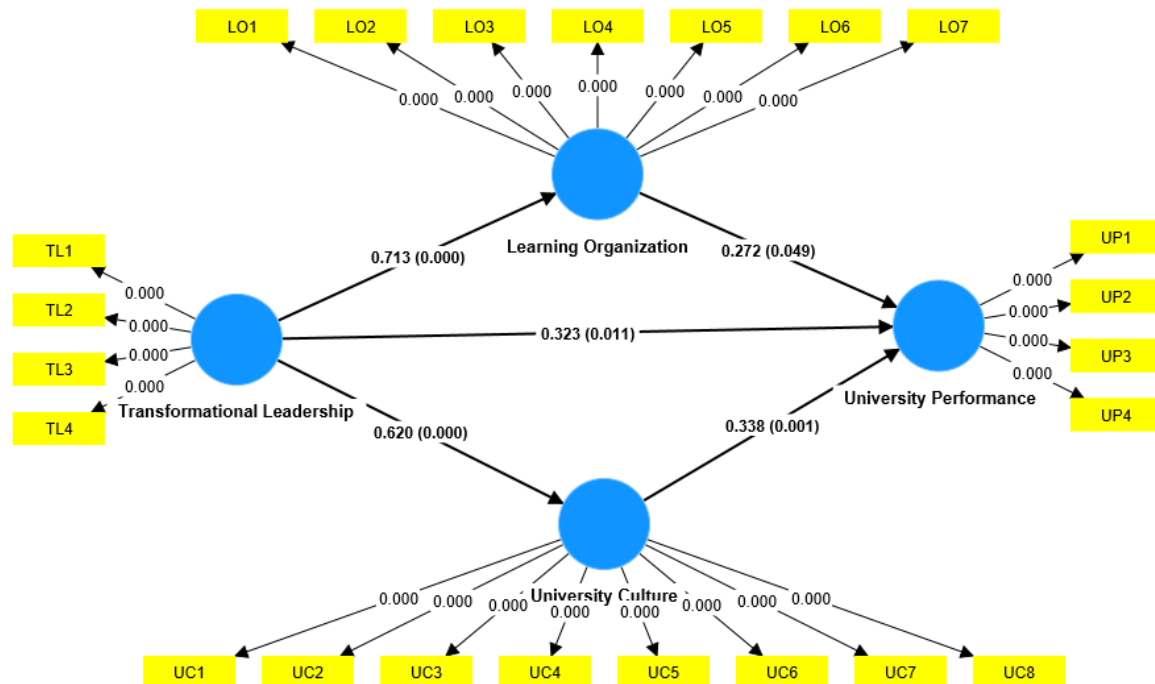 LO1 LO2 LO3 LO4 LO5 LO6 LO7
0.000 0.000 0.000 0.000 0.000 0.000 0.000
Learning Organization
0.713 (0.000)
0.272 (0.049)
TL1
TL2
TL3
TL4
0.000
0.000
0.000
0.000
Transformational Leadership
0.323 (0.011)
UP1
UP2
UP3
UP4
0.000
0.000
0.000
0.000
University Performance
0.620 (0.000)
0.338 (0.001)
University Culture
0.000 0.000 0.000 0.000 0.000 0.000 0.000 0.000
UC1 UC2 UC3 UC4 UC5 UC6 UC7 UC8